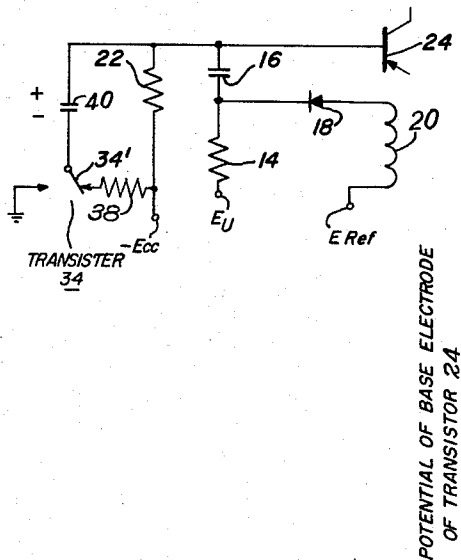 24
22
16
+
-
40
20
34'
18
14
38
-Ecc
EU
E Ref
TRANSISTER
34
POTENTIAL OF BASE ELECTRODE
OF TRANSISTOR 24